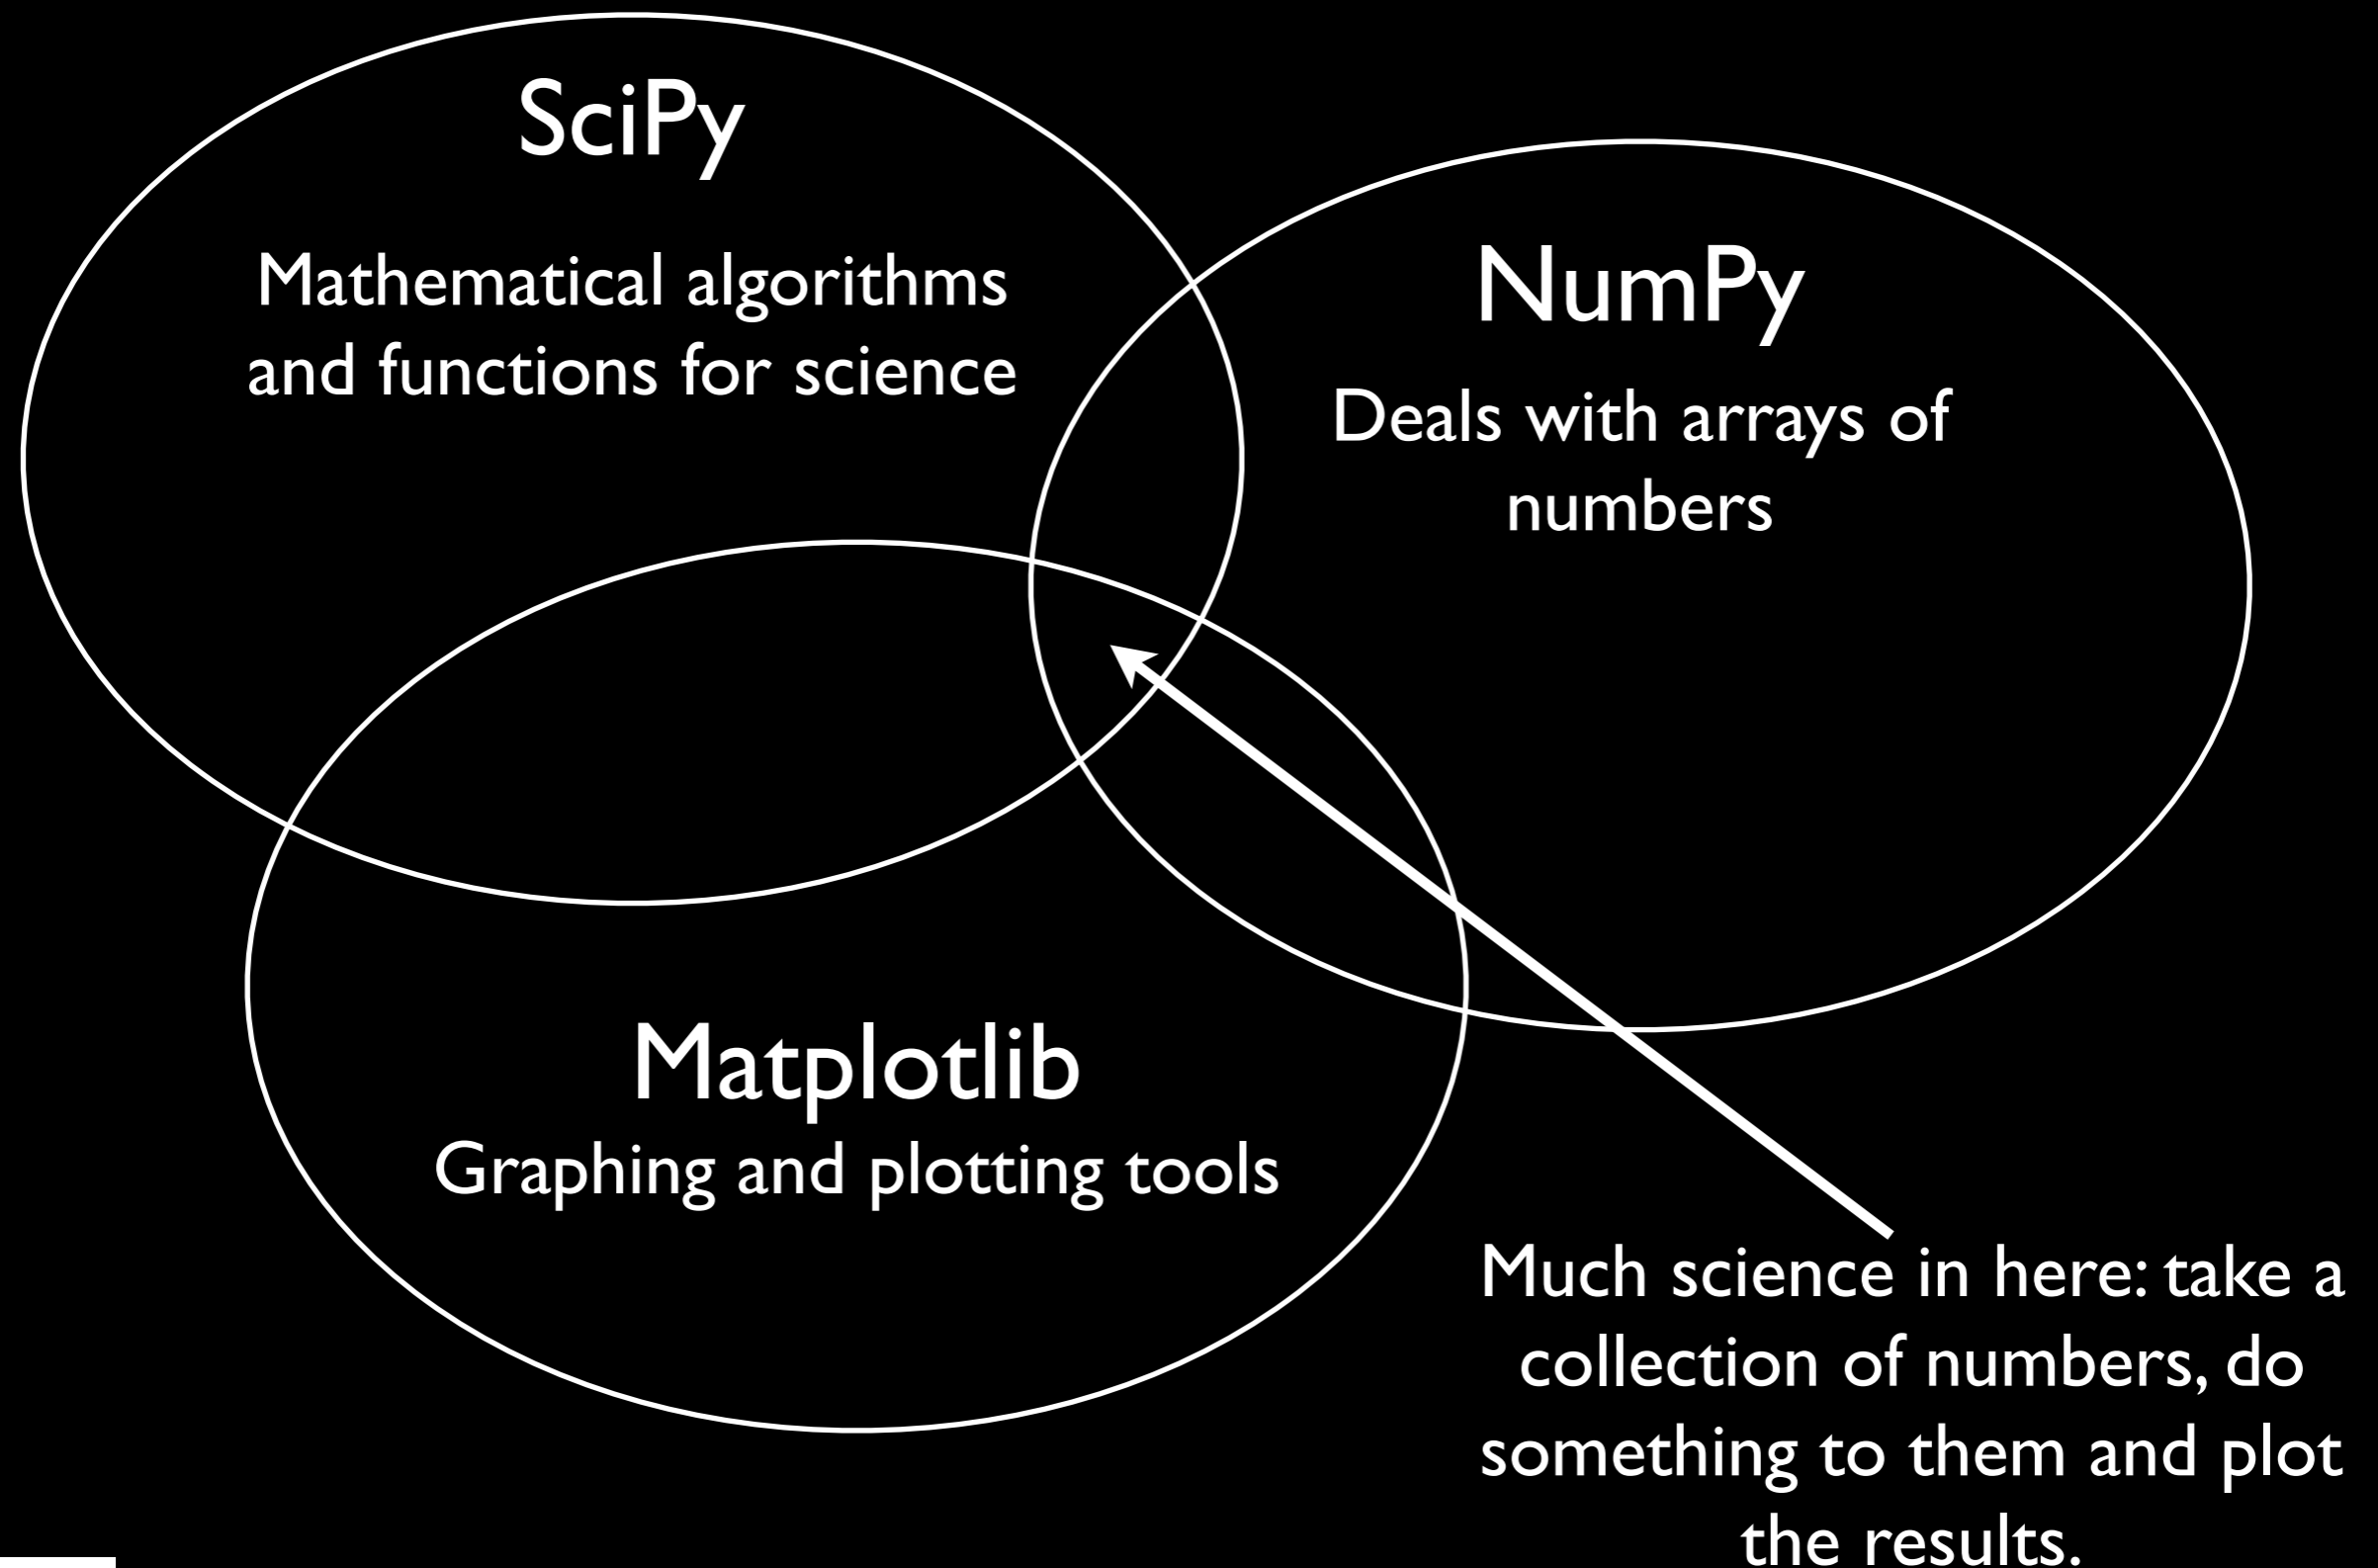 SciPy
Mathematical algorithms
and functions for science
NumPy
Deals with arrays of
numbers
Matplotlib
Graphing and plotting tools
Much science in here: take a
collection of numbers, do
something to them and plot
the results.